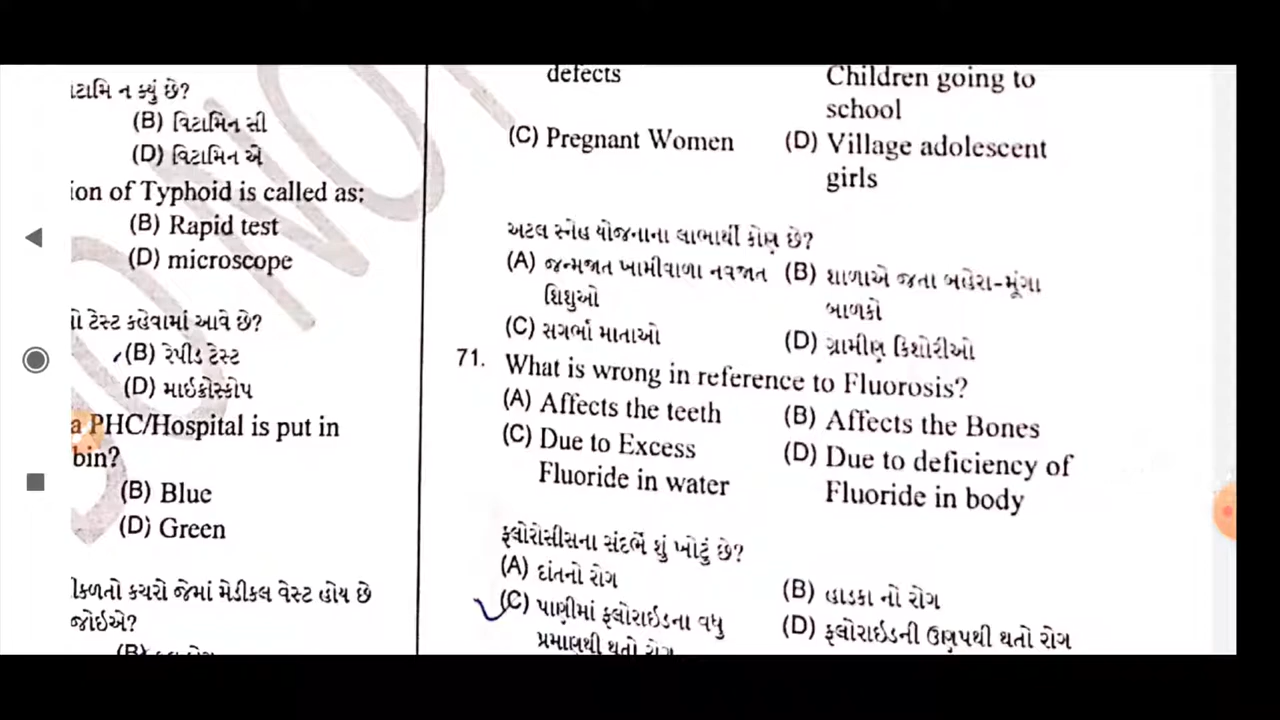 ટામિ ન ક્યું છે?
(B) વિટામિન સી
(D) વિટામિન એ
ion of Typhoid is called as:
(B) Rapid test
(D) microscope
ો ટેસ્ટ કહેવામાં આવે છે?
(B) રેપીડ ટેસ્ટ
(D) માઇક્રોસ્કોપ
a PHC/Hospital is put in
bin?
(B) Blue
(D) Green
ીકળતો કચરો જેમાં મેડીકલ વેસ્ટ હોય છે
જોઇએ?
(B)
defects
Children going to
school
(C) Pregnant Women
(D) Village adolescent
girls
અટલ સ્નેહ યોજનાના લાભાર્થી કોણ છે?
(A) જન્મજાત ખામીવાળા નવજાત
શિશુઓ
(B) શાળાએ જતા બહેરા-મૂંગા
બાળકો
(C) સગર્ભા માતાઓ
(D) ગ્રામીણ કિશોરીઓ
71. What is wrong in reference to Fluorosis?
(A) Affects the teeth
(B) Affects the Bones
(C) Due to Excess
Fluoride in water
(D) Due to deficiency of
Fluoride in body
ફ્લોરોસીસના સંદર્ભે શું ખોટું છે?
(A) દાંતનો રોગ
(B) હાડકા નો રોગ
(C) પાણીમાં ફ્લોરાઇડના વધુ
પ્રમાણથી થતો રોગ
(D) ફ્લોરાઇડની ઉણપથી થતો રોગ